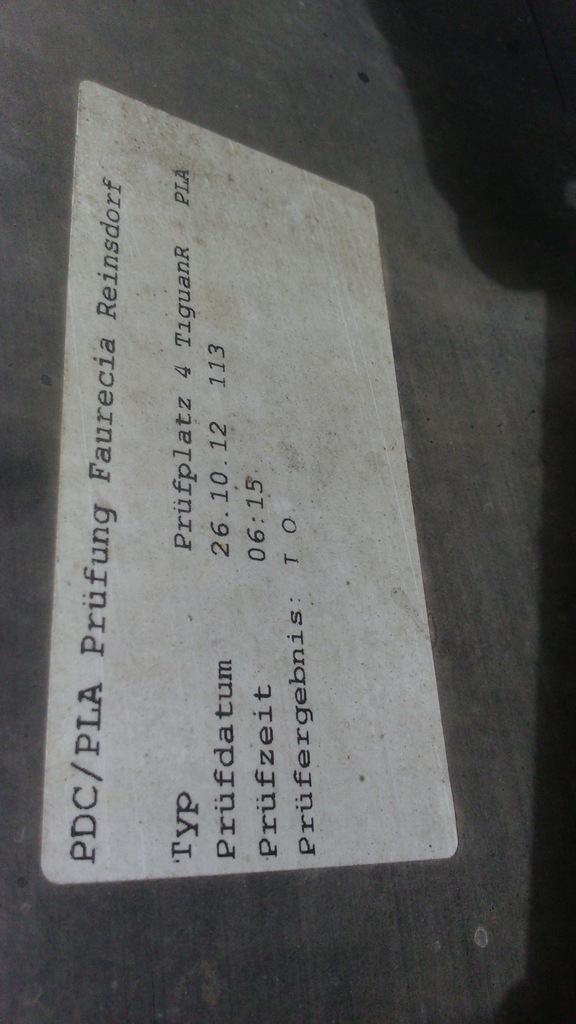 PDC/PLA Prüfung Faurecia Reinsdorf
Typ Prüfplatz 4 TiguanR PLA
Prüfdatum 26.10.12 113
Prüfzeit 06:15
Prüfergebnis: I O